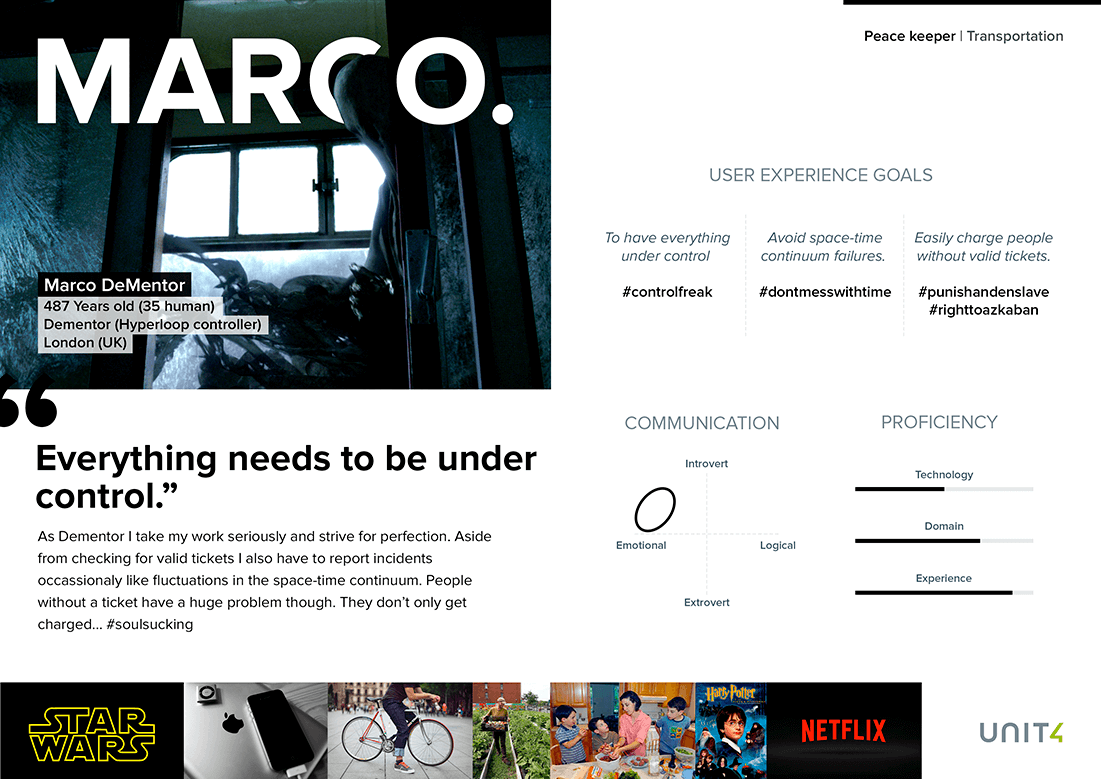 MARCO.
Marco DeMentor
487 Years old (35 human)
Dementor (Hyperloop controller)
London (UK)
“
Everything needs to be under
control.”
As Dementor I take my work seriously and strive for perfection. Aside
from checking for valid tickets I also have to report incidents
occassionaly like fluctuations in the space-time continuum. People
without a ticket have a huge problem though. They don’t only get
charged... #soulsucking
Peace keeper | Transportation
USER EXPERIENCE GOALS
To have everything
under control
#controlfreak
Avoid space-time
continuum failures.
#dontmesswithtime
Easily charge people
without valid tickets.
#punishandenslave
#righttoazkaban
COMMUNICATION
Introvert
Emotional
Logical
Extrovert
PROFICIENCY
Technology
Domain
Experience
STAR
WARS
Harry Potter
NETFLIX
UNIT4